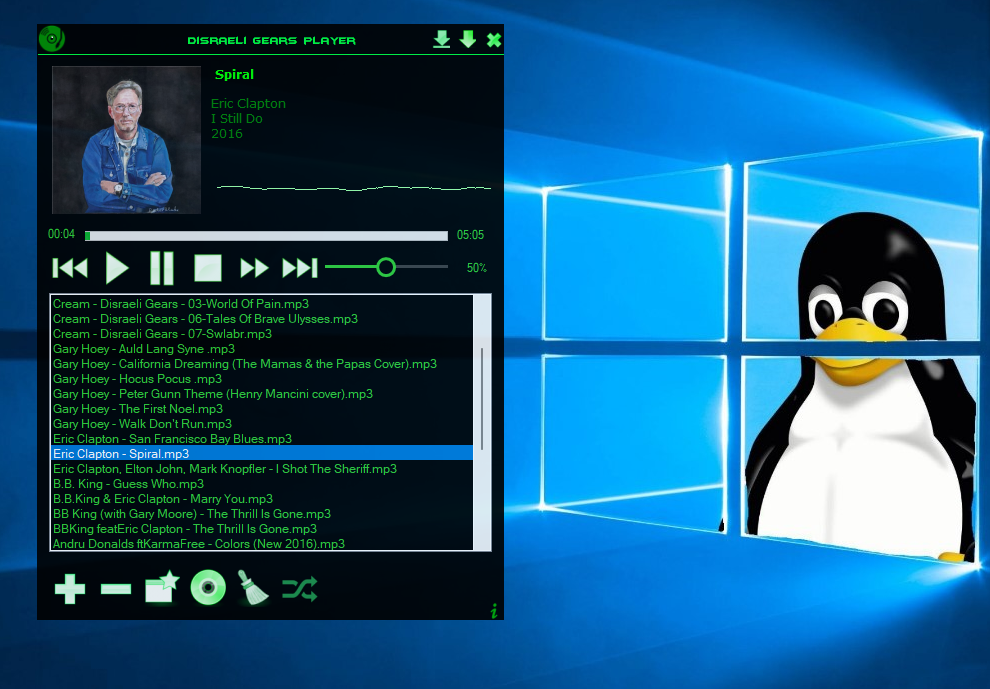 DISRAELI GEARS PLAYER
Spiral
Eric Clapton
I Still Do
2016
00:04
05:05
50%
Cream - Disraeli Gears - 03-World Of Pain.mp3
Cream - Disraeli Gears - 06-Tales Of Brave Ulysses.mp3
Cream - Disraeli Gears - 07-Swlabr.mp3
Gary Hoey - Auld Lang Syne .mp3
Gary Hoey - California Dreaming (The Mamas & the Papas Cover).mp3
Gary Hoey - Hocus Pocus .mp3
Gary Hoey - Peter Gunn Theme (Henry Mancini cover).mp3
Gary Hoey - The First Noel.mp3
Gary Hoey - Walk Don't Run.mp3
Eric Clapton - San Francisco Bay Blues.mp3
Eric Clapton - Spiral.mp3
Eric Clapton, Elton John, Mark Knopfler - I Shot The Sheriff.mp3
B.B. King - Guess Who.mp3
B.B.King & Eric Clapton - Marry You.mp3
BB King (with Gary Moore) - The Thrill Is Gone.mp3
BBKing featEric Clapton - The Thrill Is Gone.mp3
Andru Donalds ftKarmaFree - Colors (New 2016).mp3
i